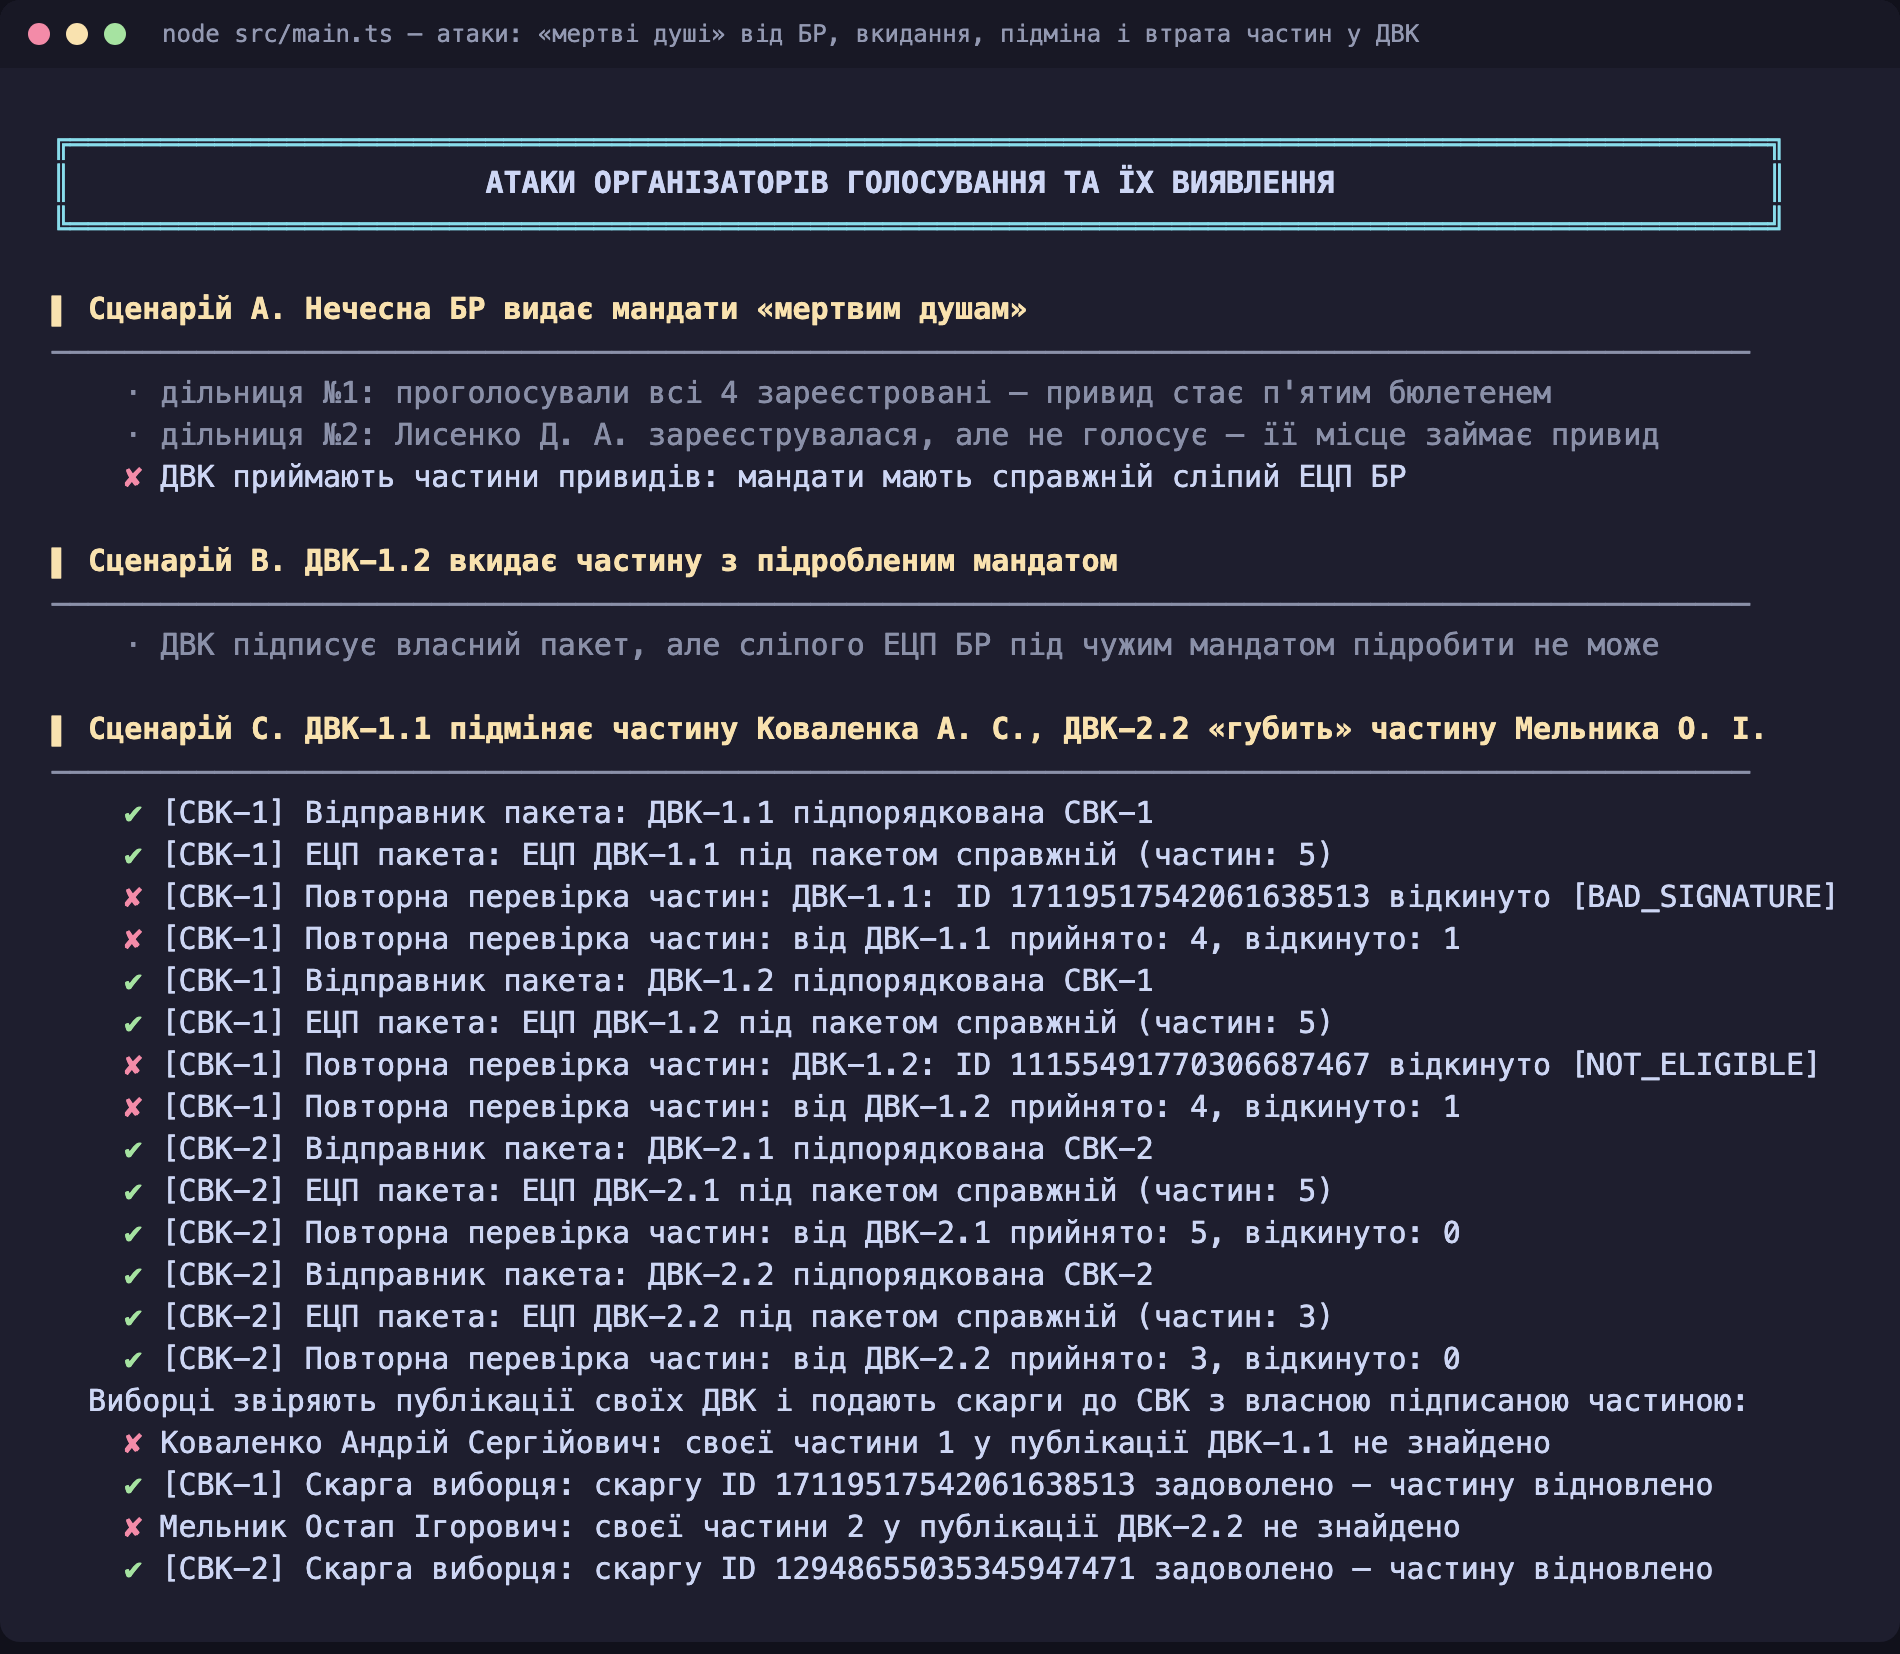 node src/main.ts — атаки: «мертві душі» від БР, вкидання, підміна і втрата частин у ДВК
АТАКИ ОРГАНІЗАТОРІВ ГОЛОСУВАННЯ ТА ЇХ ВИЯВЛЕННЯ
Сценарій А. Нечесна БР видає мандати «мертвим душам»
· дільниця №1: проголосували всі 4 зареєстровані — привид стає п'ятим бюлетенем
· дільниця №2: Лисенко Д. А. зареєструвалася, але не голосує — її місце займає привид
✘ ДВК приймають частини привидів: мандати мають справжній сліпий ЕЦП БР
Сценарій В. ДВК–1.2 вкидає частину з підробленим мандатом
· ДВК підписує власний пакет, але сліпого ЕЦП БР під чужим мандатом підробити не може
Сценарій С. ДВК–1.1 підміняє частину Коваленка А. С., ДВК–2.2 «губить» частину Мельника О. І.
✔ [СВК–1] Відправник пакета: ДВК–1.1 підпорядкована СВК–1
✔ [СВК–1] ЕЦП пакета: ЕЦП ДВК–1.1 під пакетом справжній (частин: 5)
✘ [СВК–1] Повторна перевірка частин: ДВК–1.1: ID 17119517542061638513 відкинуто [BAD_SIGNATURE]
✘ [СВК–1] Повторна перевірка частин: від ДВК–1.1 прийнято: 4, відкинуто: 1
✔ [СВК–1] Відправник пакета: ДВК–1.2 підпорядкована СВК–1
✔ [СВК–1] ЕЦП пакета: ЕЦП ДВК–1.2 під пакетом справжній (частин: 5)
✘ [СВК–1] Повторна перевірка частин: ДВК–1.2: ID 11155491770306687467 відкинуто [NOT_ELIGIBLE]
✘ [СВК–1] Повторна перевірка частин: від ДВК–1.2 прийнято: 4, відкинуто: 1
✔ [СВК–2] Відправник пакета: ДВК–2.1 підпорядкована СВК–2
✔ [СВК–2] ЕЦП пакета: ЕЦП ДВК–2.1 під пакетом справжній (частин: 5)
✔ [СВК–2] Повторна перевірка частин: від ДВК–2.1 прийнято: 5, відкинуто: 0
✔ [СВК–2] Відправник пакета: ДВК–2.2 підпорядкована СВК–2
✔ [СВК–2] ЕЦП пакета: ЕЦП ДВК–2.2 під пакетом справжній (частин: 3)
✔ [СВК–2] Повторна перевірка частин: від ДВК–2.2 прийнято: 3, відкинуто: 0
Виборці звіряють публікації своїх ДВК і подають скарги до СВК з власною підписаною частиною:
✘ Коваленко Андрій Сергійович: своєї частини 1 у публікації ДВК–1.1 не знайдено
✔ [СВК–1] Скарга виборця: скаргу ID 17119517542061638513 задоволено — частину відновлено
✘ Мельник Остап Ігорович: своєї частини 2 у публікації ДВК–2.2 не знайдено
✔ [СВК–2] Скарга виборця: скаргу ID 12948655035345947471 задоволено — частину відновлено